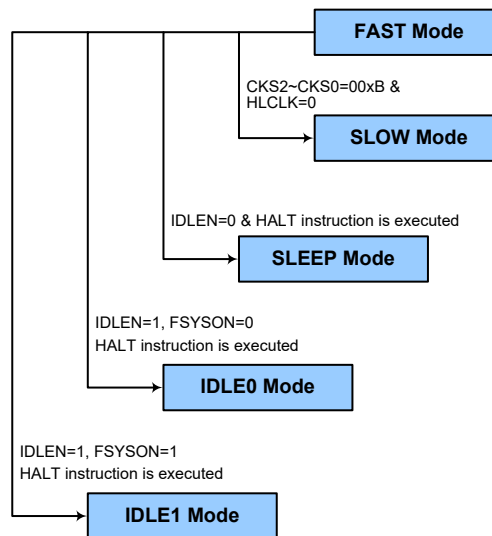 FAST Mode
CKS2~CKS0=00xB &
HLCLK=0
SLOW Mode
IDLEN=0 & HALT instruction is executed
SLEEP Mode
IDLEN=1, FSYSON=0
HALT instruction is executed
IDLE0 Mode
IDLEN=1, FSYSON=1
HALT instruction is executed
IDLE1 Mode